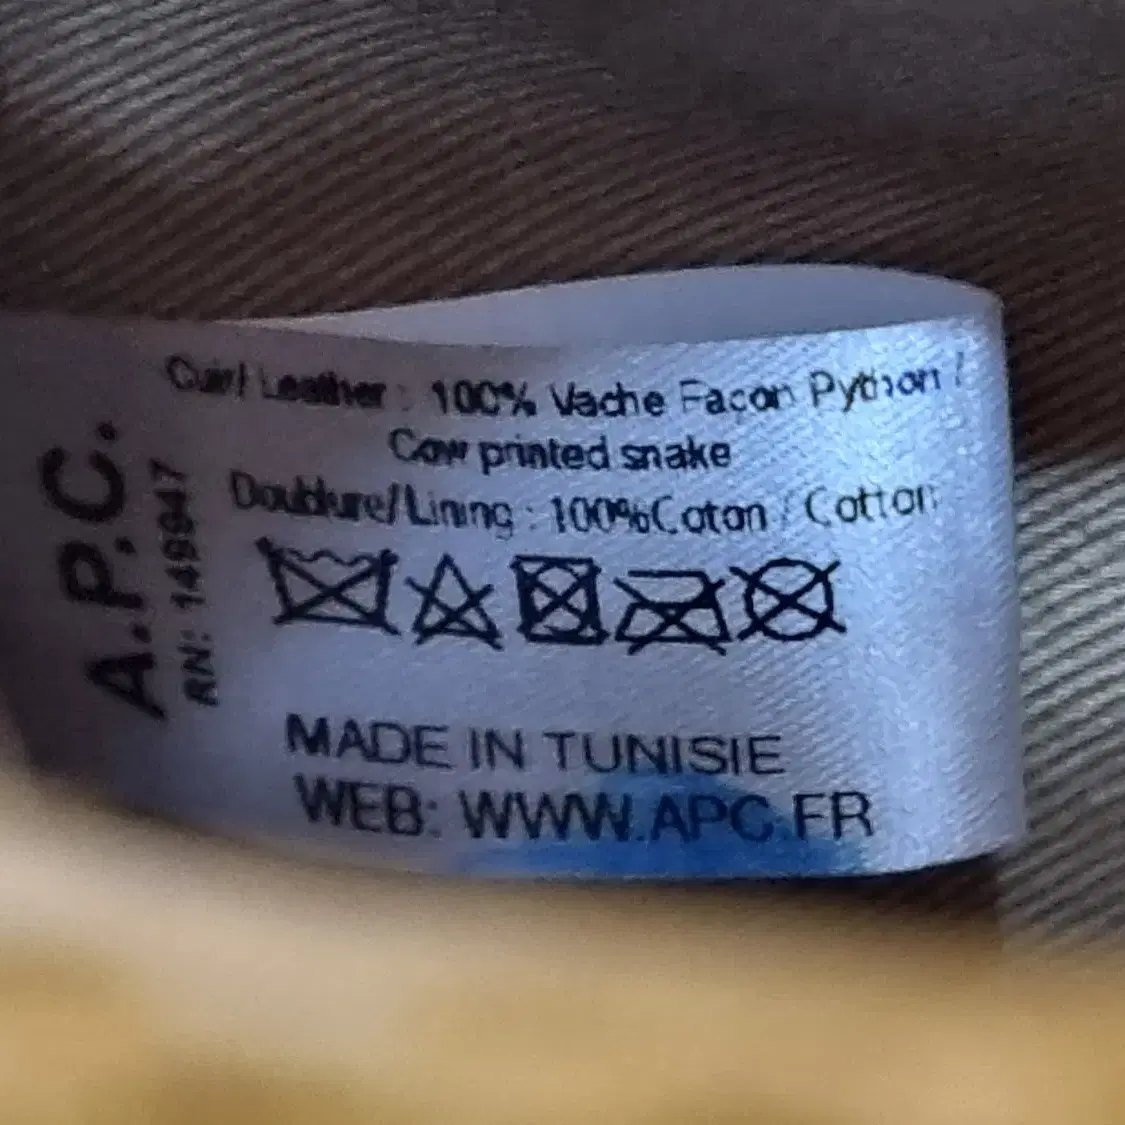 A.P.C.
RN: 148947
Cuir/ Leather : 100% Vache Façon Python /
Cow printed snake
Doublure/Lining : 100%Coton / Cotton
MADE IN TUNISIE
WEB: WWW.APC.FR